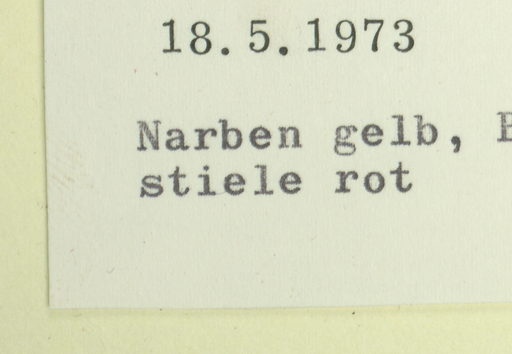 18.5.1973
Narben gelb,
stiele rot